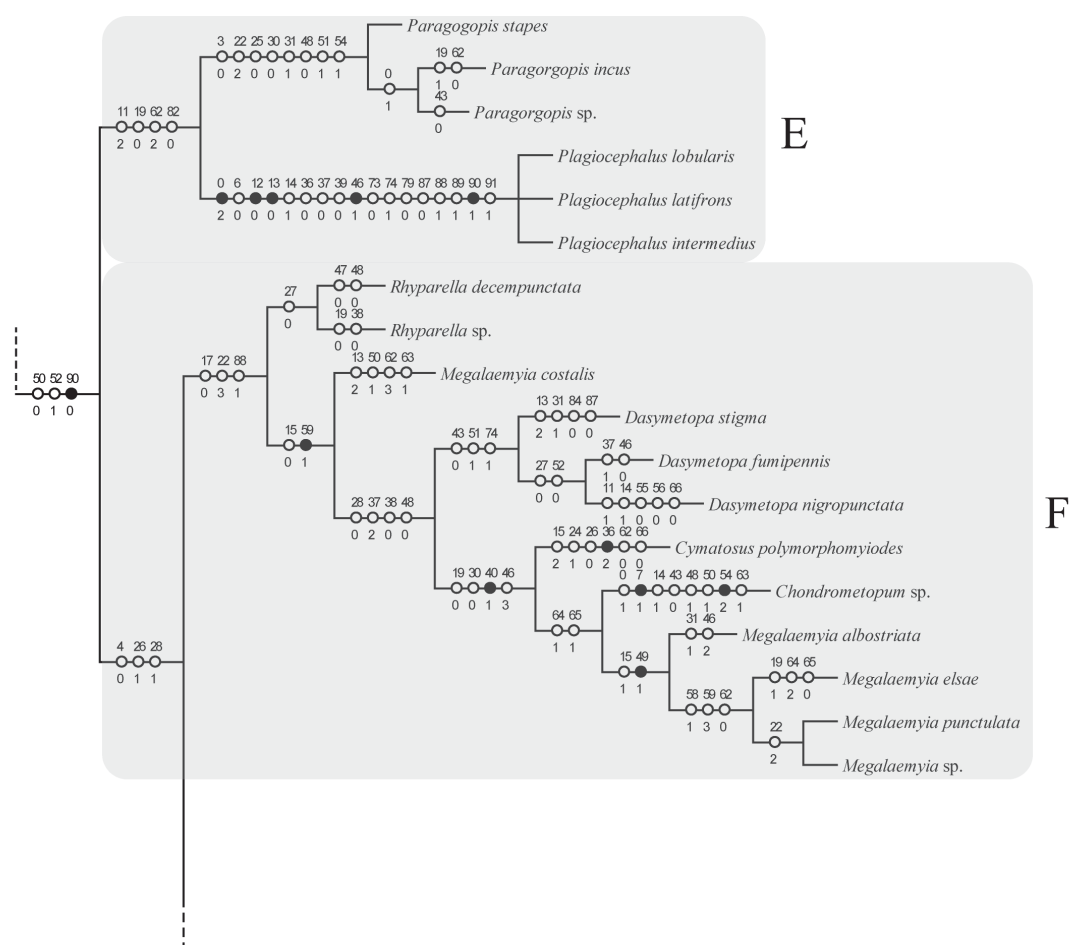 Paragogopis stapes
3 22 25 30 31 48 51 54
0 2 0 0 1 0 1 1
19 62
Paragorgopis incus
1 0
0
1
43
Paragorgopis sp.
0
11 19 62 82
2 0 2 0
E
Plagiocephalus lobularis
0 6 12 13 14 36 37 39 46 73 74 79 87 88 89 90 91
Plagiocephalus latifrons
2 0 0 0 1 0 0 0 1 0 1 0 0 1 1 1 1
Plagiocephalus intermedius
47 48
Rhyparella decempunctata
0 0
27
0
19 38
Rhyparella sp.
0 0
17 22 88
0 3 1
13 50 62 63
Megalaemyia costalis
2 1 3 1
50 52 90
0 1 0
13 31 84 87
Dasymetopa stigma
2 1 0 0
15 59
0 1
43 51 74
0 1 1
37 46
Dasymetopa fumipennis
1 0
27 52
0 0
11 14 55 56 66
Dasymetopa nigropunctata
1 1 0 0 0
F
28 37 38 48
0 2 0 0
15 24 26 36 62 66
Cymatosus polymorphomyiodes
2 1 0 2 0 0
19 30 40 46
0 0 1 3
0 7 14 43 48 50 54 63
Chondrometopum sp.
1 1 1 0 1 1 2 1
64 65
1 1
31 46
Megalaemyia albostriata
1 2
4 26 28
0 1 1
15 49
1 1
19 64 65
Megalaemyia elsae
1 2 0
58 59 62
1 3 0
Megalaemyia punctulata
22
2
Megalaemyia sp.